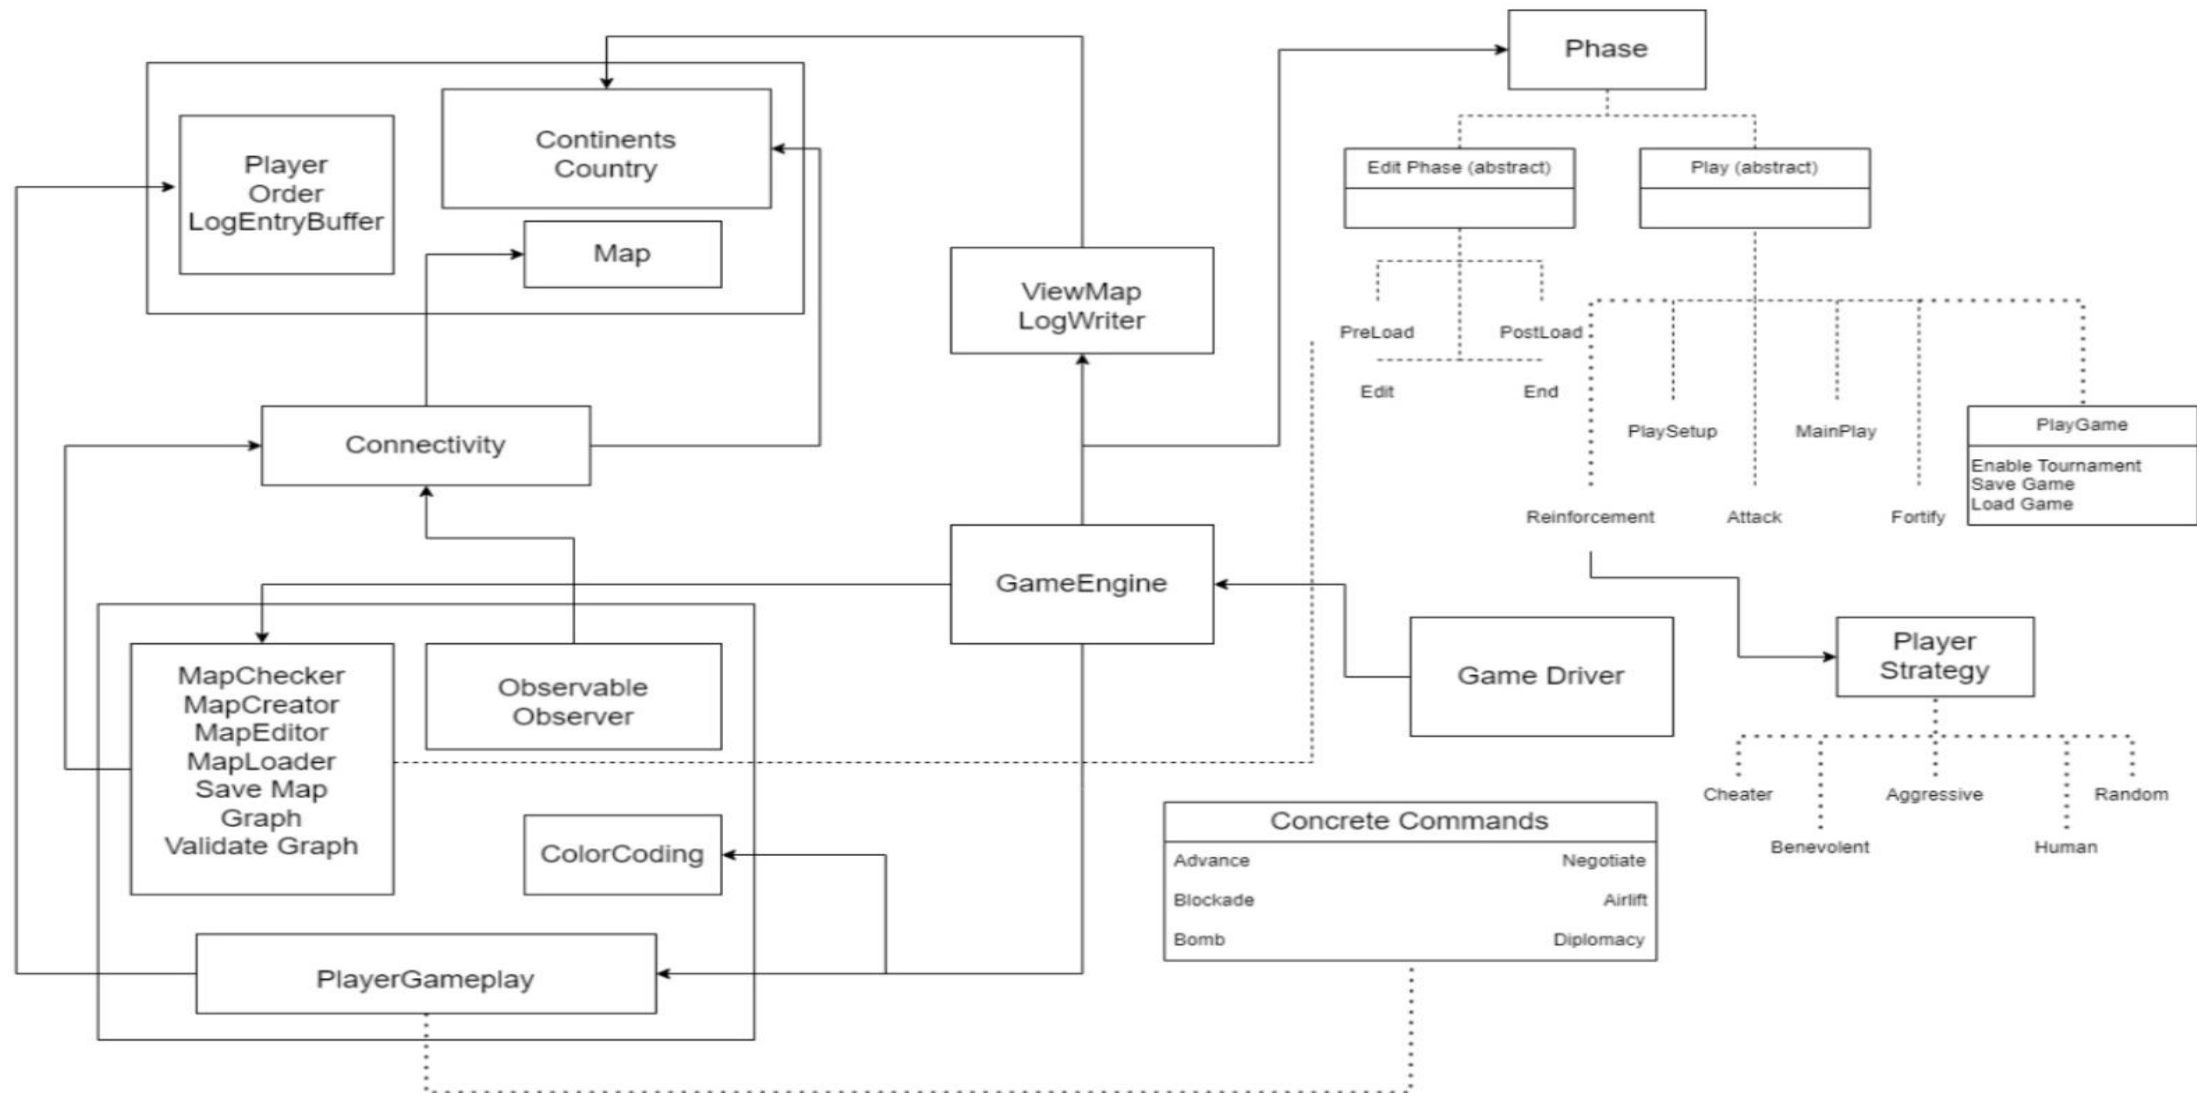 Phase
Continents
Country
Player
Order
LogEntryBuffer
Map
Edit Phase (abstract)
Play (abstract)
ViewMap
LogWriter
PreLoad
PostLoad
Edit
End
Connectivity
PlaySetup
MainPlay
PlayGame
Enable Tournament
Save Game
Load Game
Reinforcement
Attack
Fortify
GameEngine
Game Driver
Player
Strategy
MapChecker
MapCreator
MapEditor
MapLoader
Save Map
Graph
Validate Graph
Observable
Observer
Cheater
Aggressive
Random
Benevolent
Human
ColorCoding
Concrete Commands
Advance
Negotiate
Blockade
Airlift
Bomb
Diplomacy
PlayerGameplay